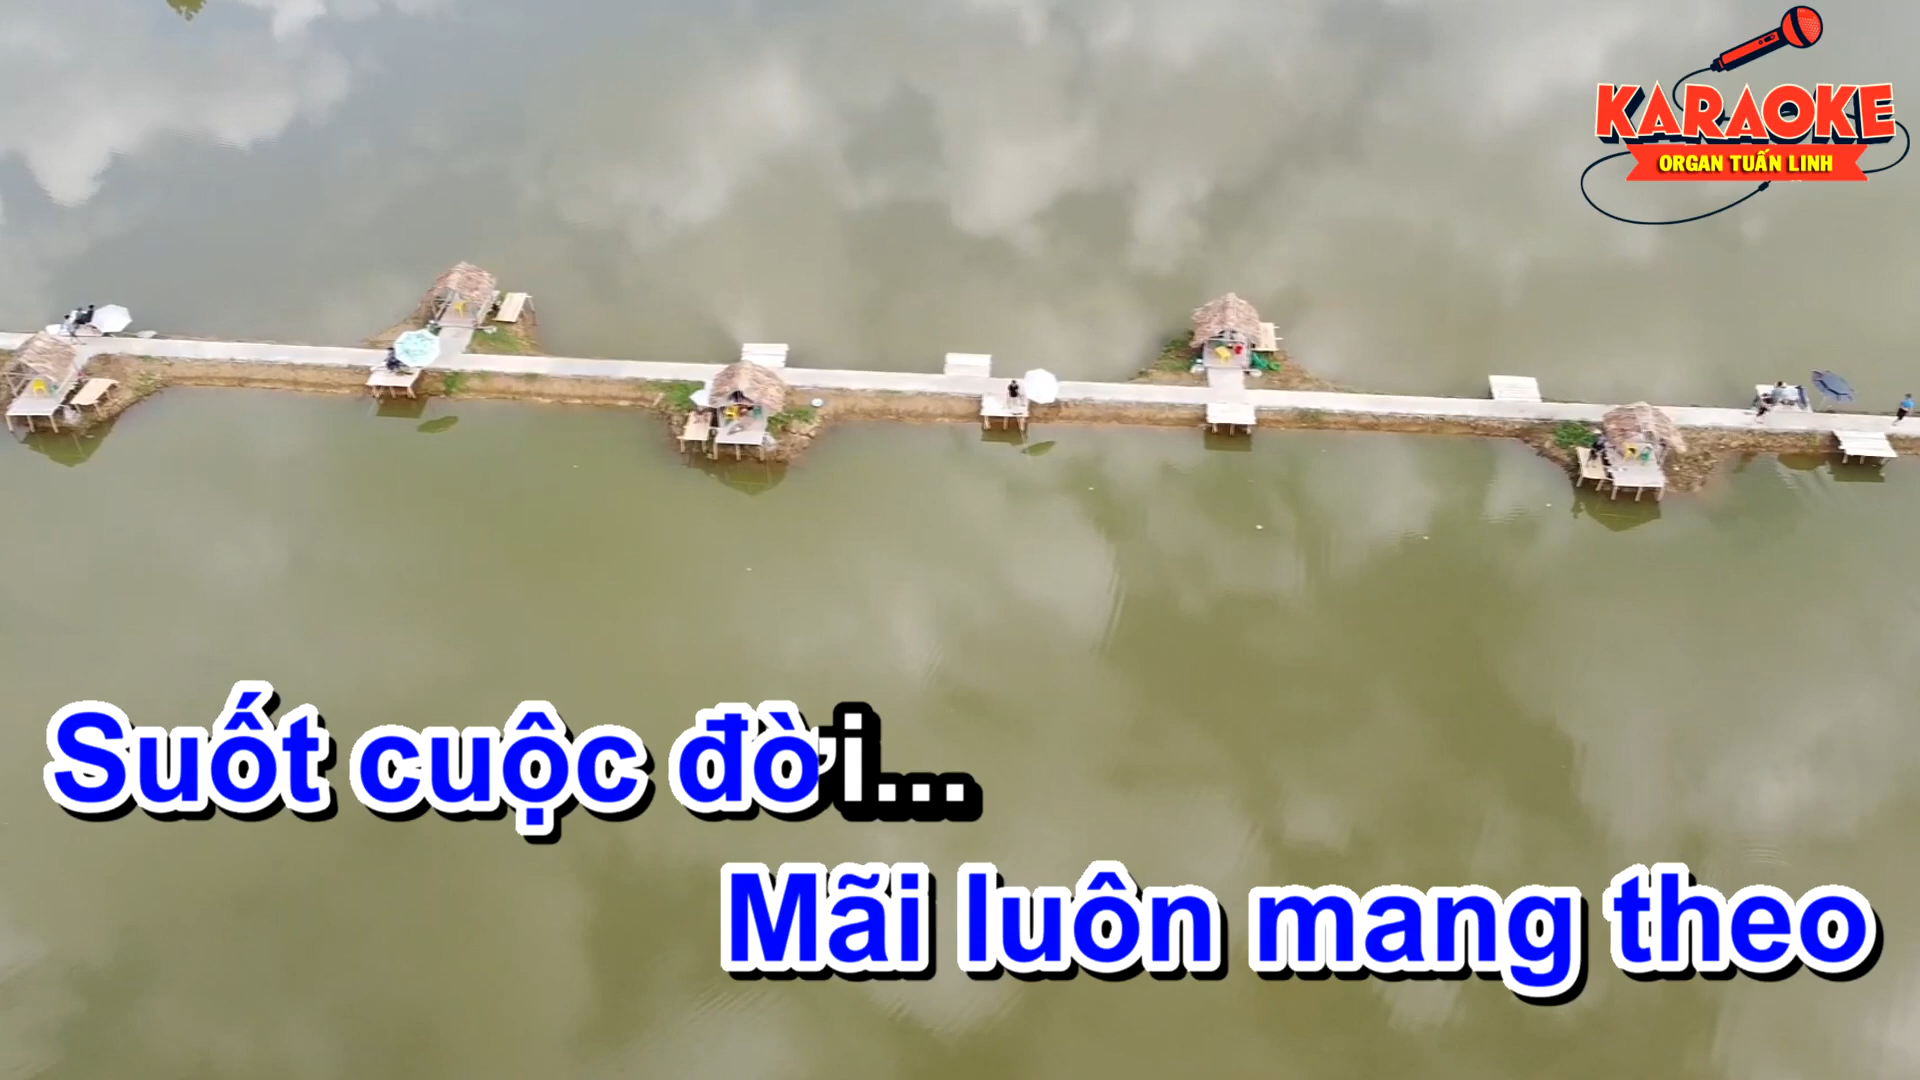 KARAOKE
ORGAN TUẤN LINH
Suốt cuộc đời...
Mãi luôn mang theo